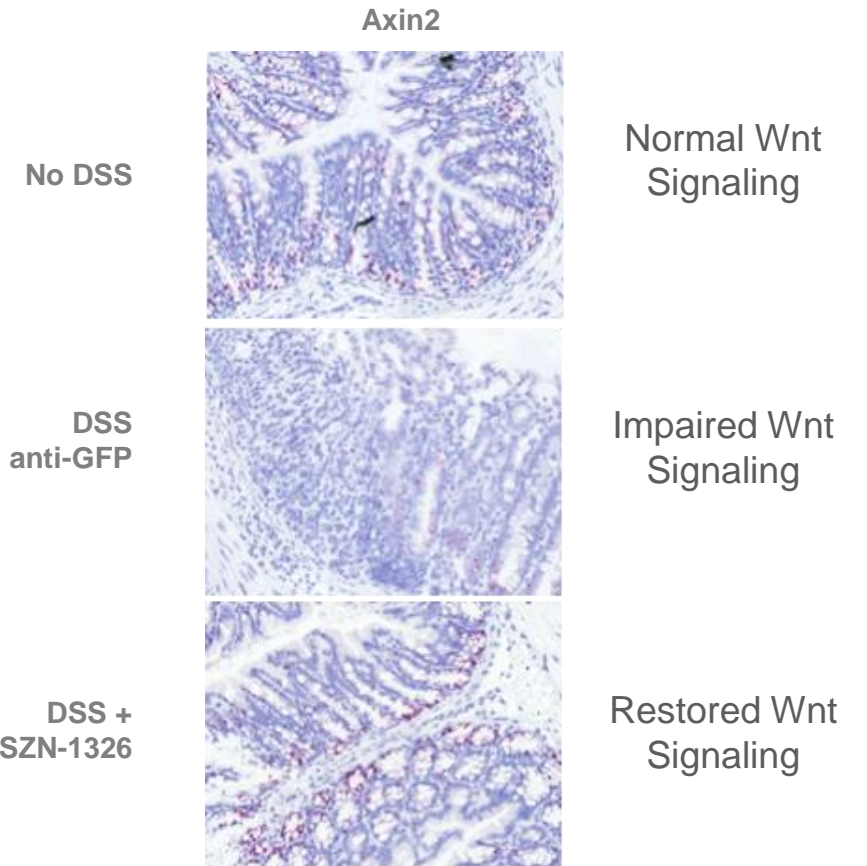 Axin2
No DSS
Normal Wnt
Signaling
DSS
anti-GFP
Impaired Wnt
Signaling
DSS +
SZN-1326
Restored Wnt
Signaling